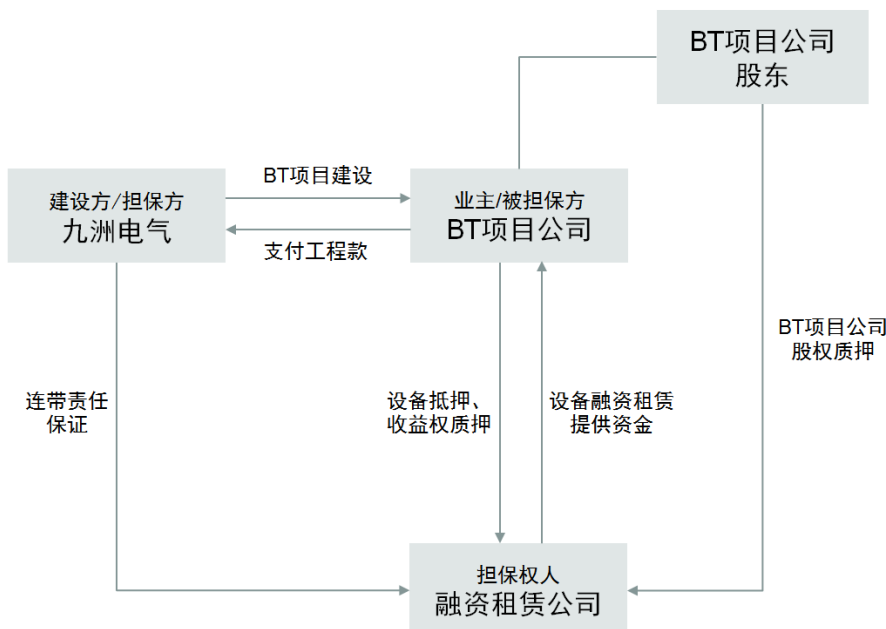 BT项目公司
股东
BT项目建设
建设方/担保方
九洲电气
业主/被担保方
BT项目公司
支付工程款
BT项目公司
股权质押
连带责任
保证
设备抵押、
收益权质押
设备融资租赁
提供资金
担保权人
融资租赁公司